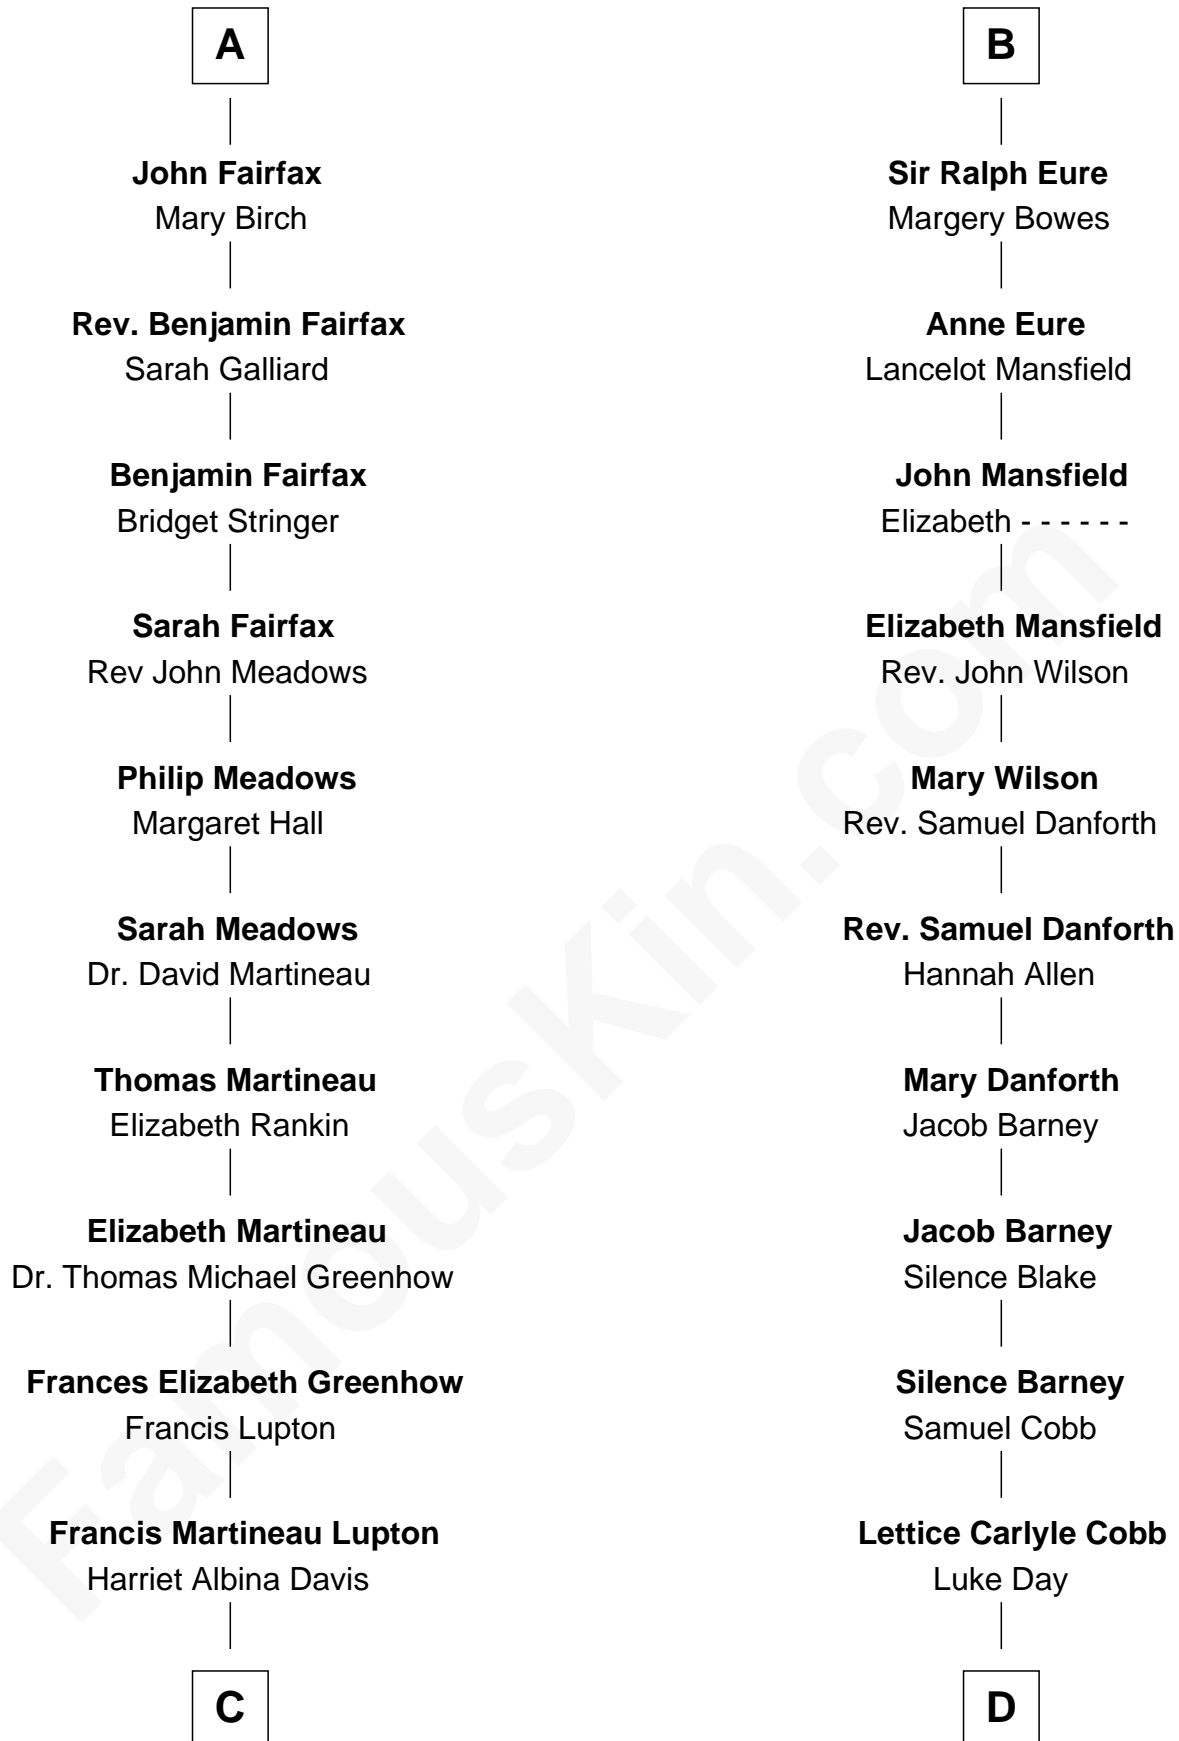 A
John Fairfax
Mary Birch
Rev. Benjamin Fairfax
Sarah Galliard
Benjamin Fairfax
Bridget Stringer
Sarah Fairfax
Rev John Meadows
Philip Meadows
Margaret Hall
Sarah Meadows
Dr. David Martineau
Thomas Martineau
Elizabeth Rankin
Elizabeth Martineau
Dr. Thomas Michael Greenhow
Frances Elizabeth Greenhow
Francis Lupton
Francis Martineau Lupton
Harriet Albina Davis
C
B
Sir Ralph Eure
Margery Bowes
Anne Eure
Lancelot Mansfield
John Mansfield
Elizabeth - - - - - -
Elizabeth Mansfield
Rev. John Wilson
Mary Wilson
Rev. Samuel Danforth
Rev. Samuel Danforth
Hannah Allen
Mary Danforth
Jacob Barney
Jacob Barney
Silence Blake
Silence Barney
Samuel Cobb
Lettice Carlyle Cobb
Luke Day
D
FamousKin.com